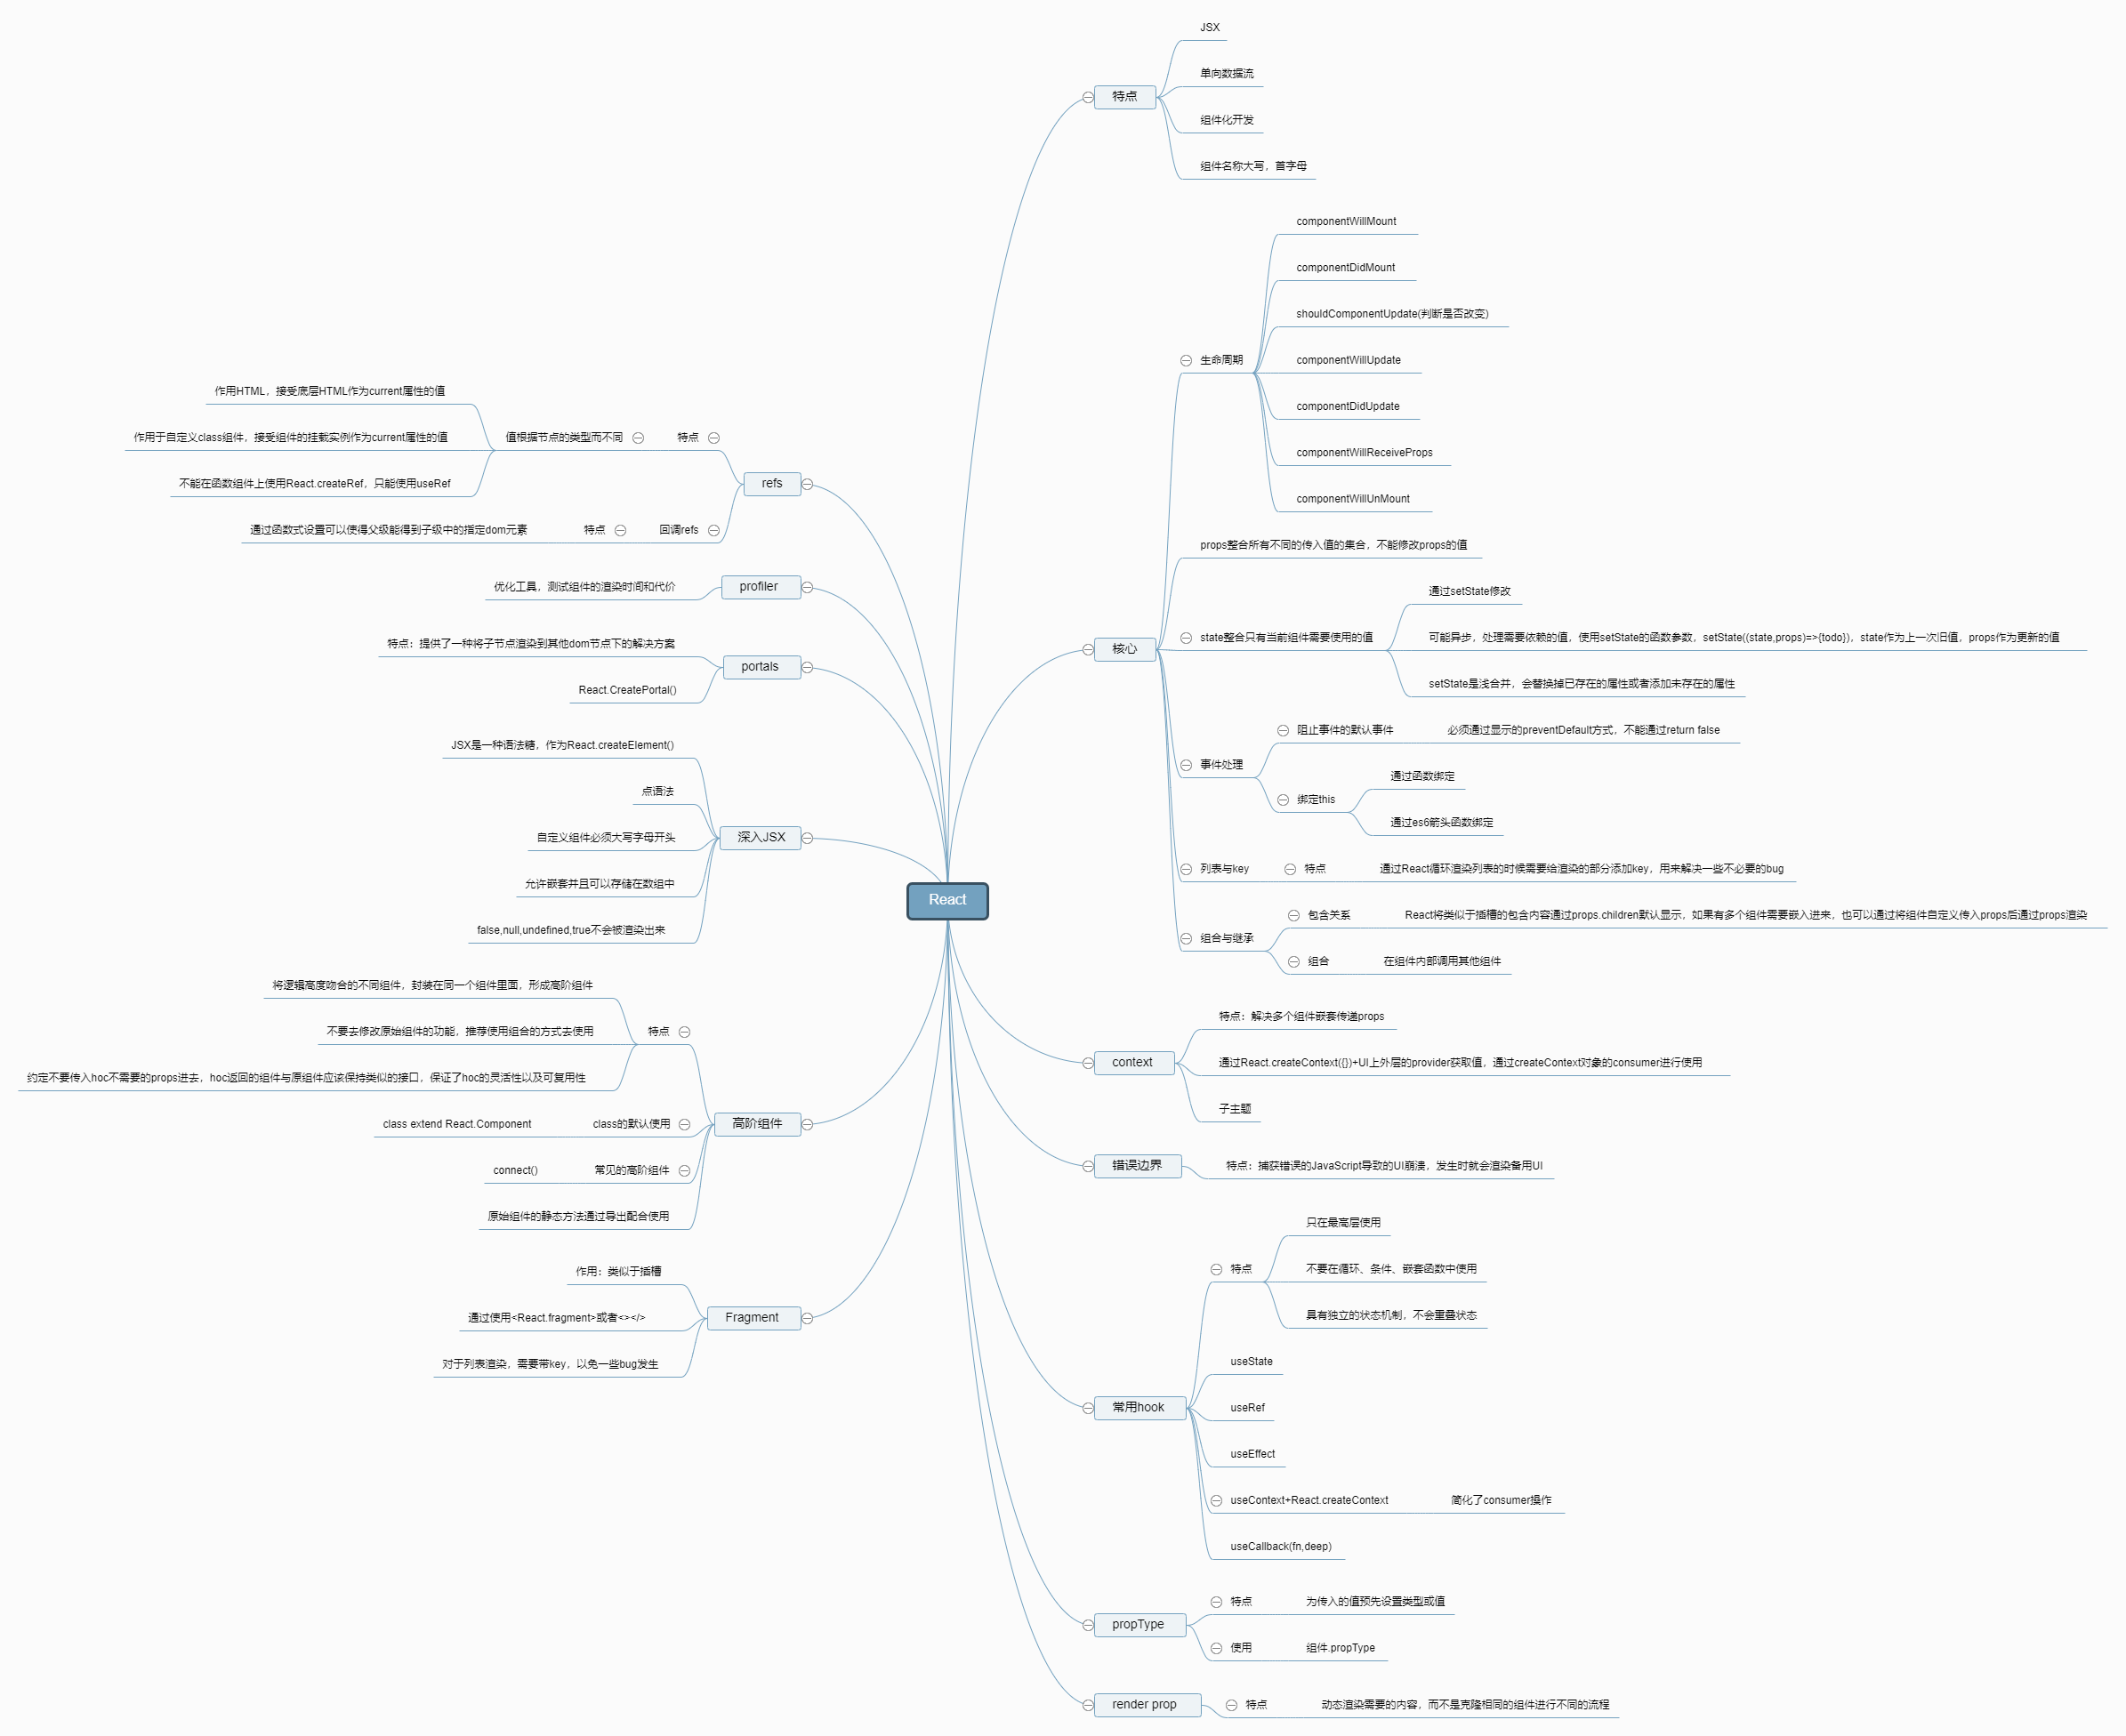 React
特点
JSX
单向数据流
组件化开发
组件名称大写，首字母
核心
生命周期
componentWillMount
componentDidMount
shouldComponentUpdate(判断是否改变)
componentWillUpdate
componentDidUpdate
componentWillReceiveProps
componentWillUnMount
props整合所有不同的传入值的集合，不能修改props的值
state整合只有当前组件需要使用的值
通过setState修改
可能异步，处理需要依赖的值，使用setState的函数参数，setState((state,props)=>{todo})，state作为上一次旧值，props作为更新的值
setState是浅合并，会替换掉已存在的属性或者添加未存在的属性
事件处理
阻止事件的默认事件
必须通过显示的preventDefault方式，不能通过return false
绑定this
通过函数绑定
通过es6箭头函数绑定
列表与key
特点
通过React循环渲染列表的时候需要给渲染的部分添加key，用来解决一些不必要的bug
组合与继承
包含关系
React将类似于插槽的包含内容通过props.children默认显示，如果有多个组件需要嵌入进来，也可以通过将组件自定义传入props后通过props渲染
组合
在组件内部调用其他组件
context
特点：解决多个组件嵌套传递props
通过React.createContext({})+UI上外层的provider获取值，通过createContext对象的consumer进行使用
子主题
错误边界
特点：捕获错误的JavaScript导致的UI崩溃，发生时就会渲染备用UI
常用hook
特点
只在最高层使用
不要在循环、条件、嵌套函数中使用
具有独立的状态机制，不会重叠状态
useState
useRef
useEffect
useContext+React.createContext
简化了consumer操作
useCallback(fn,deep)
propType
特点
为传入的值预先设置类型或值
使用
组件.propType
render prop
特点
动态渲染需要的内容，而不是克隆相同的组件进行不同的流程
refs
特点
值根据节点的类型而不同
作用HTML，接受底层HTML作为current属性的值
作用于自定义class组件，接受组件的挂载实例作为current属性的值
不能在函数组件上使用React.createRef，只能使用useRef
回调refs
特点
通过函数式设置可以使得父级能得到子级中的指定dom元素
profiler
优化工具，测试组件的渲染时间和代价
portals
特点：提供了一种将子节点渲染到其他dom节点下的解决方案
React.CreatePortal()
深入JSX
JSX是一种语法糖，作为React.createElement()
点语法
自定义组件必须大写字母开头
允许嵌套并且可以存储在数组中
false,null,undefined,true不会被渲染出来
高阶组件
特点
将逻辑高度吻合的不同组件，封装在同一个组件里面，形成高阶组件
不要去修改原始组件的功能，推荐使用组合的方式去使用
约定不要传入hoc不需要的props进去，hoc返回的组件与原组件应该保持类似的接口，保证了hoc的灵活性以及可复用性
class的默认使用
class extend React.Component
常见的高阶组件
connect()
原始组件的静态方法通过导出配合使用
Fragment
作用：类似于插槽
通过使用<React.fragment>或者<></>
对于列表渲染，需要带key，以免一些bug发生